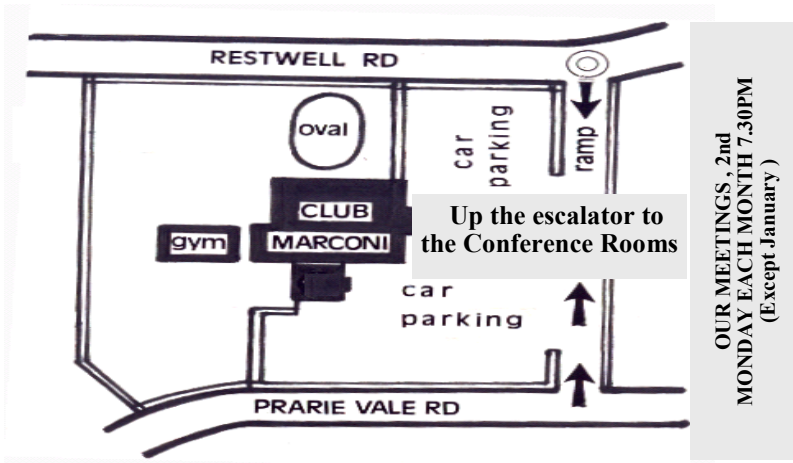 RESTWELL RD
oval
car
parking
ramp
CLUB
MARCONI
gym
Up the escalator to
the Conference Rooms
car
parking
PRARIE VALE RD
OUR MEETINGS , 2nd
MONDAY EACH MONTH 7.30PM
(Except January )